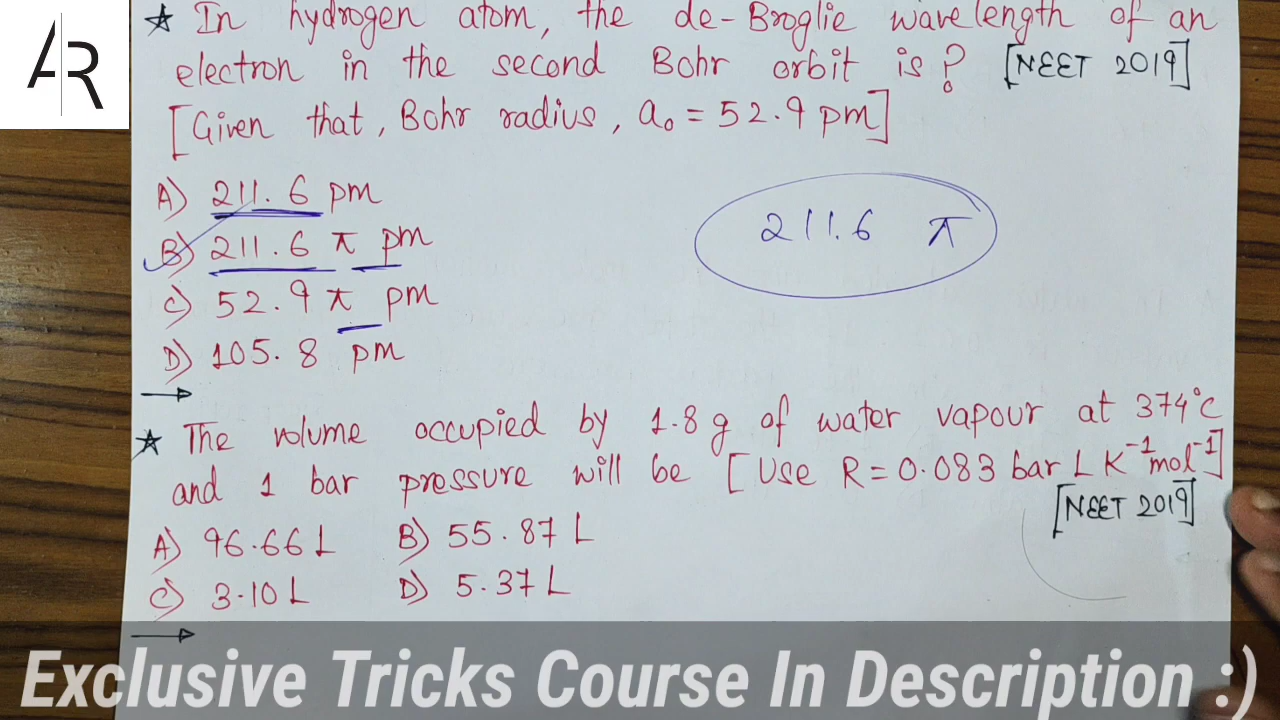 AR
★ In hydrogen atom, the de-Broglie wavelength of an
electron in the second Bohr orbit is? [NEET 2019]
[Given that, Bohr radius, a₀ = 52.9 pm]
A) 211.6 pm
B) 211.6 π pm
211.6 π
C) 52.9 π pm
D) 105.8 pm
→
★ The volume occupied by 1.8 g of water vapour at 374°C
and 1 bar pressure will be [Use R = 0.083 bar L K⁻¹ mol⁻¹]
[NEET 2019]
A) 96.66 L B) 55.87 L
C) 3.10 L D) 5.37 L
→
Exclusive Tricks Course In Description :)